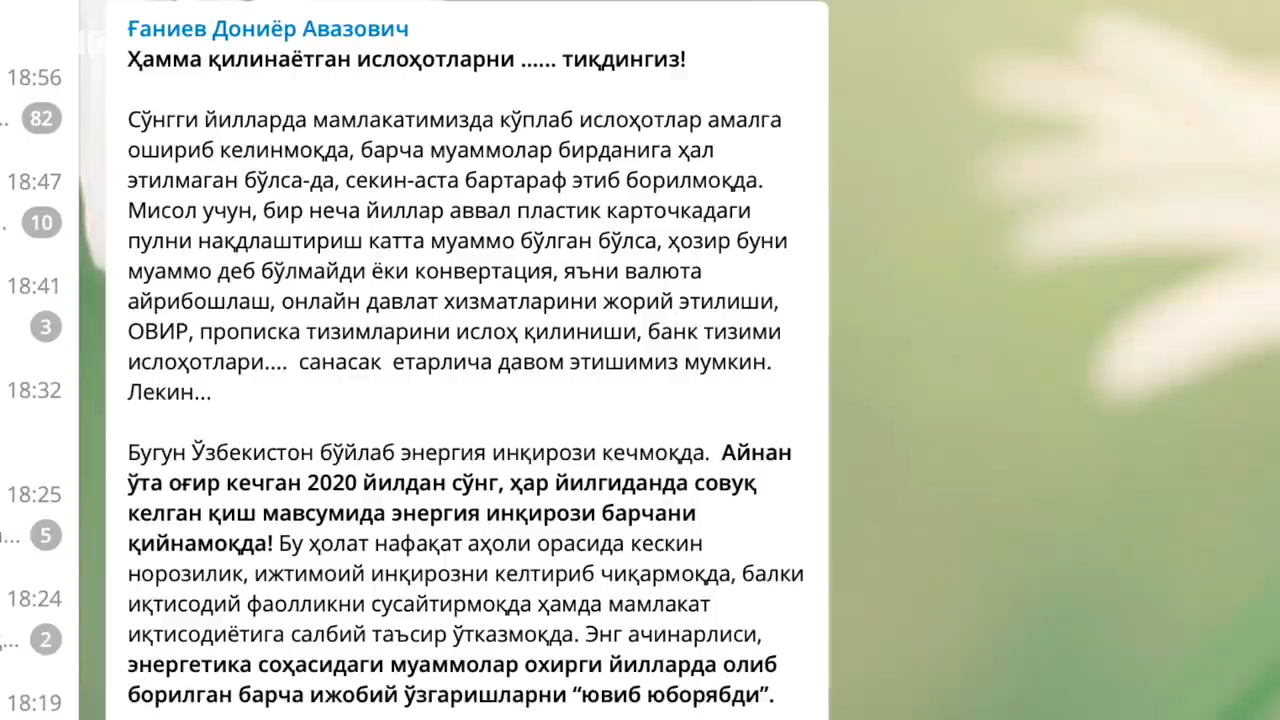 Ғаниев Дониёр Авазович
Ҳамма қилинаётган ислоҳотларни ...... тиқдингиз!
Сўнгги йилларда мамлакатимизда кўплаб ислоҳотлар амалга
ошириб келинмоқда, барча муаммолар бирданига ҳал
этилмаган бўлса-да, секин-аста бартараф этиб борилмоқда.
Мисол учун, бир неча йиллар аввал пластик карточкадаги
пулни нақдлаштириш катта муаммо бўлган бўлса, ҳозир буни
муаммо деб бўлмайди ёки конвертация, яъни валюта
айрибошлаш, онлайн давлат хизматларини жорий этилиши,
ОВИР, прописка тизимларини ислоҳ қилиниши, банк тизими
ислоҳотлари.... санасак етарлича давом этишимиз мумкин.
Лекин...
Бугун Ўзбекистон бўйлаб энергия инқирози кечмоқда. Айнан
ўта оғир кечган 2020 йилдан сўнг, ҳар йилгиданда совуқ
келган қиш мавсумида энергия инқирози барчани
қийнамоқда! Бу ҳолат нафақат аҳоли орасида кескин
норозилик, ижтимоий инқирозни келтириб чиқармоқда, балки
иқтисодий фаолликни сусайтирмоқда ҳамда мамлакат
иқтисодиётига салбий таъсир ўтказмоқда. Энг ачинарлиси,
энергетика соҳасидаги муаммолар охирги йилларда олиб
борилган барча ижобий ўзгаришларни “ювиб юборябди”.
18:56
... 82
18:47
. 10
18:41
3
18:32
18:25
... 5
18:24
... 2
18:19